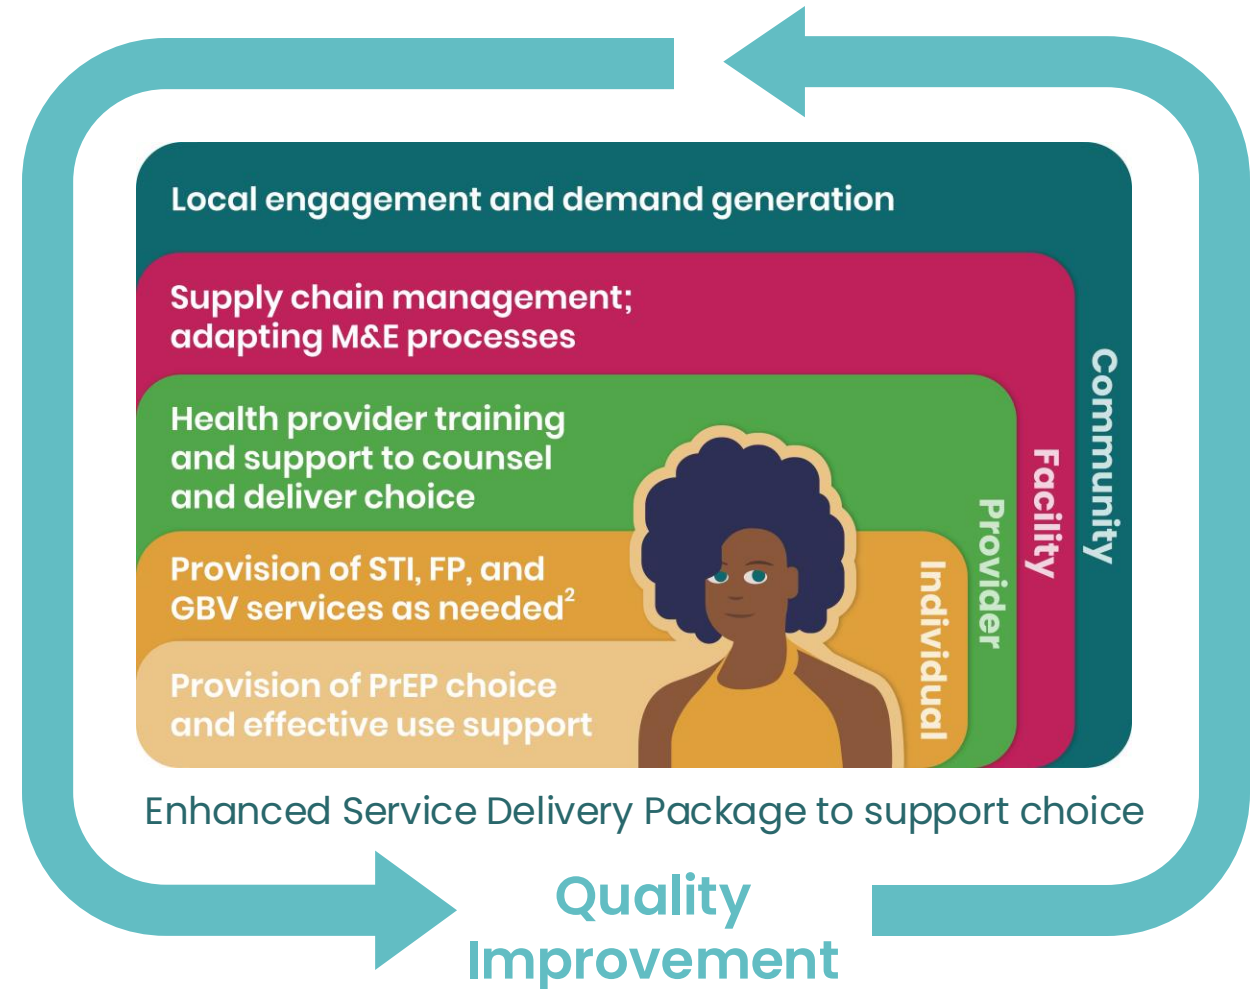 Local engagement and demand generation
Supply chain management;
adapting M&E processes
Health provider training
and support to counsel
and deliver choice
Provision of STI, FP, and
GBV services as needed²
Provision of PrEP choice
and effective use support
Individual
Provider
Facility
Community
Enhanced Service Delivery Package to support choice
Quality
Improvement